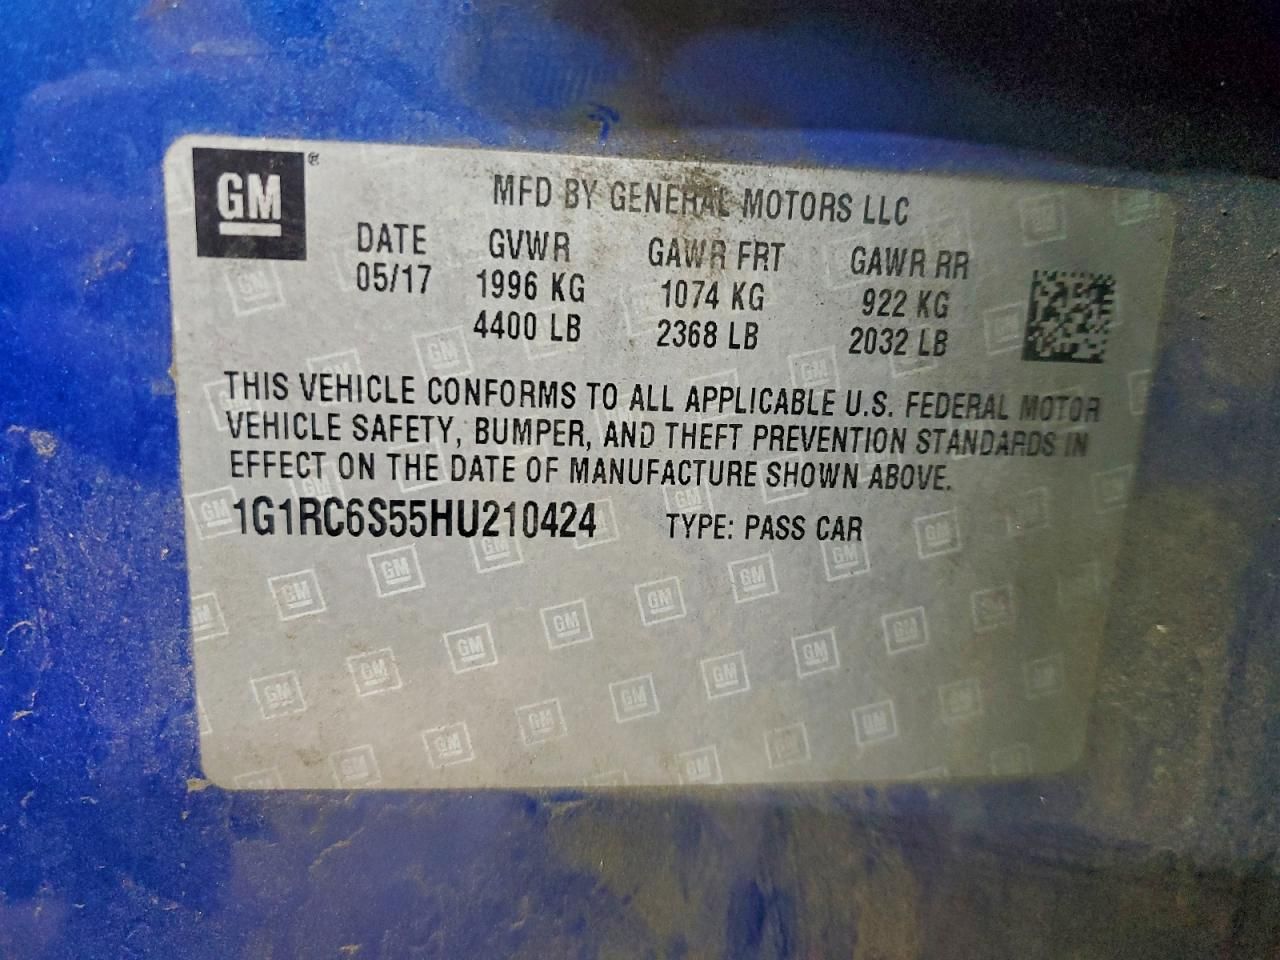 GM®
MFD BY GENERAL MOTORS LLC
DATE GVWR GAWR FRT GAWR RR
05/17 1996 KG 1074 KG 922 KG
4400 LB 2368 LB 2032 LB
THIS VEHICLE CONFORMS TO ALL APPLICABLE U.S. FEDERAL MOTOR
VEHICLE SAFETY, BUMPER, AND THEFT PREVENTION STANDARDS IN
EFFECT ON THE DATE OF MANUFACTURE SHOWN ABOVE.
1G1RC6S55HU210424 TYPE: PASS CAR